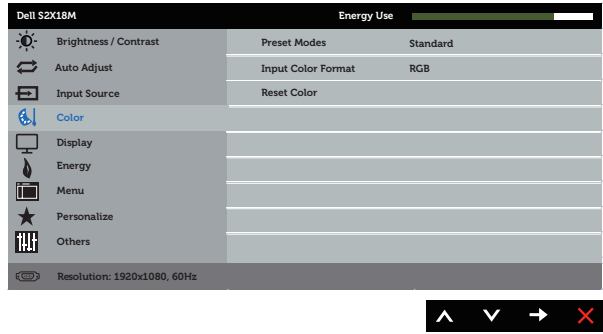 Dell S2X18M Energy Use
Brightness / Contrast Preset Modes Standard
Auto Adjust Input Color Format RGB
Input Source Reset Color
Color
Display
Energy
Menu
Personalize
Others
Resolution: 1920x1080, 60Hz